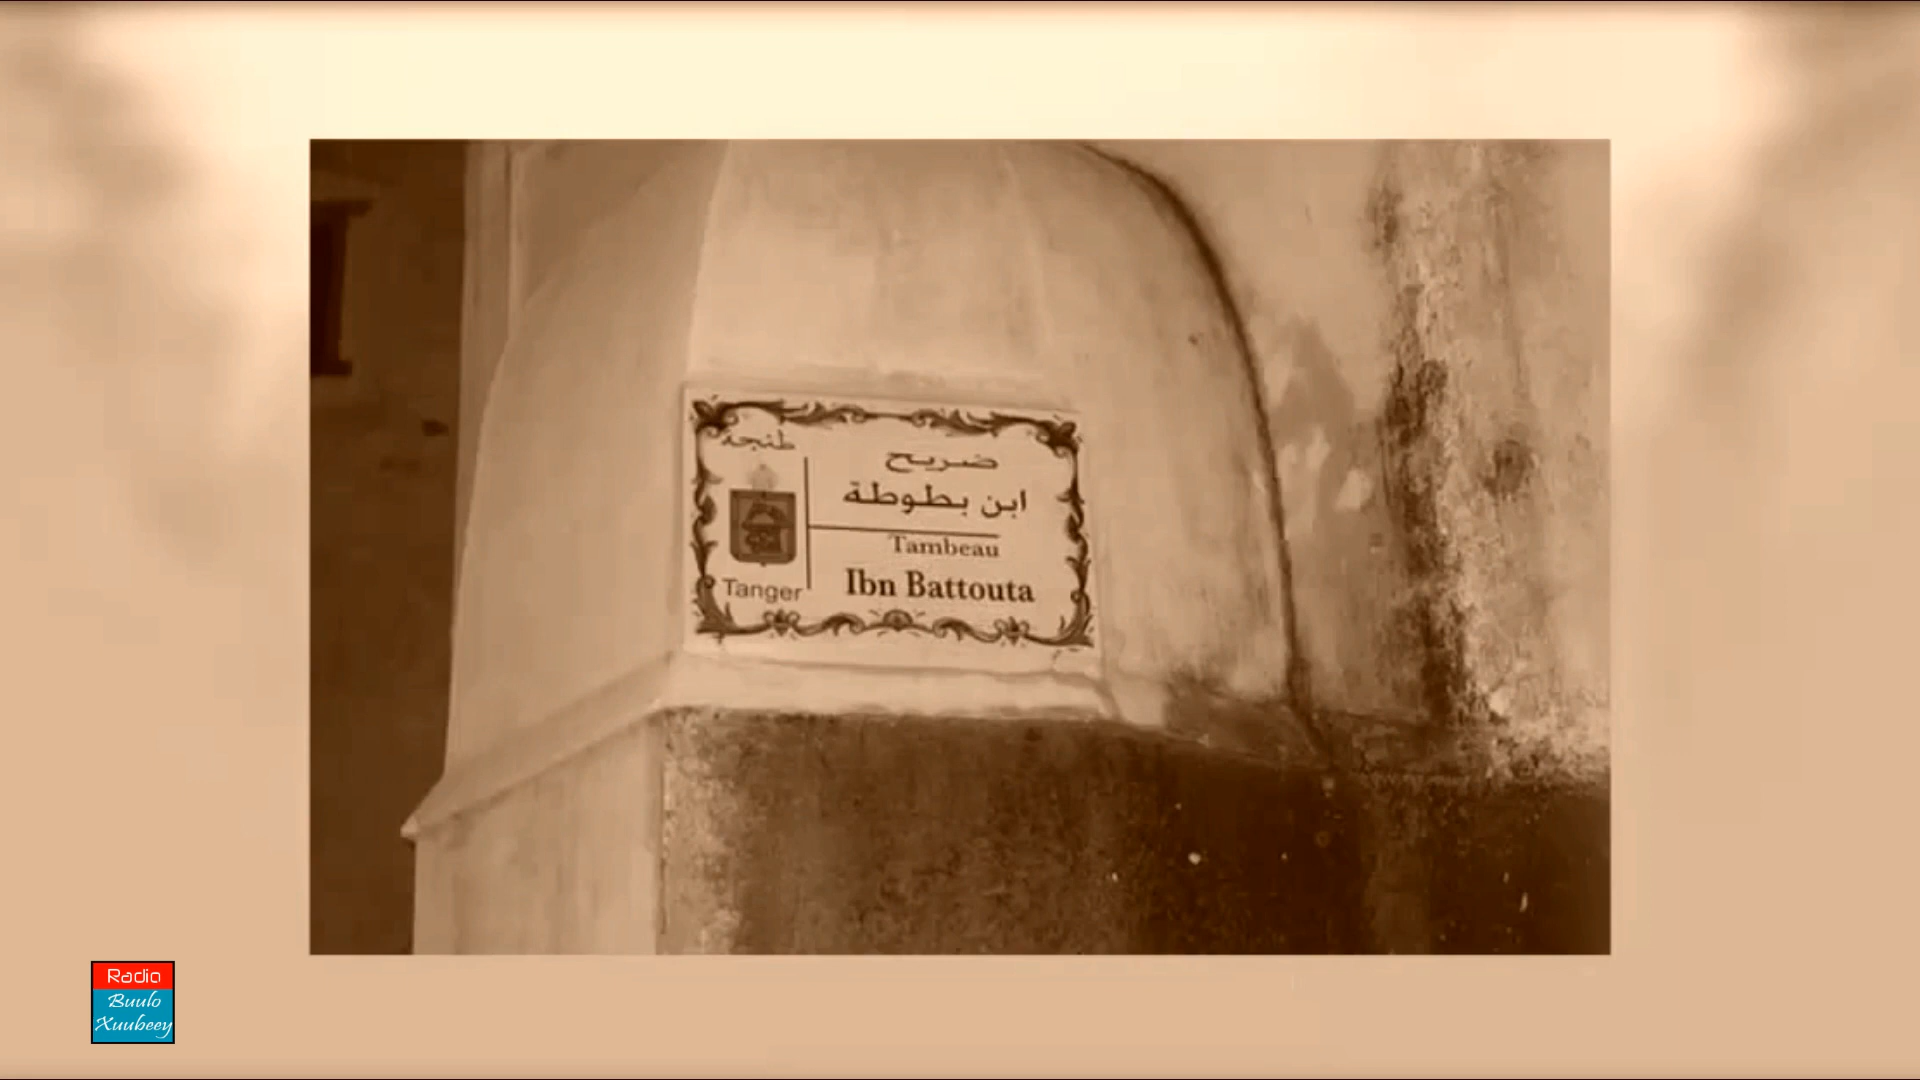 طنجة
ضريح
ابن بطوطة
Tambeau
Ibn Battouta
Tanger
Radio
Buulo
Xuubeey